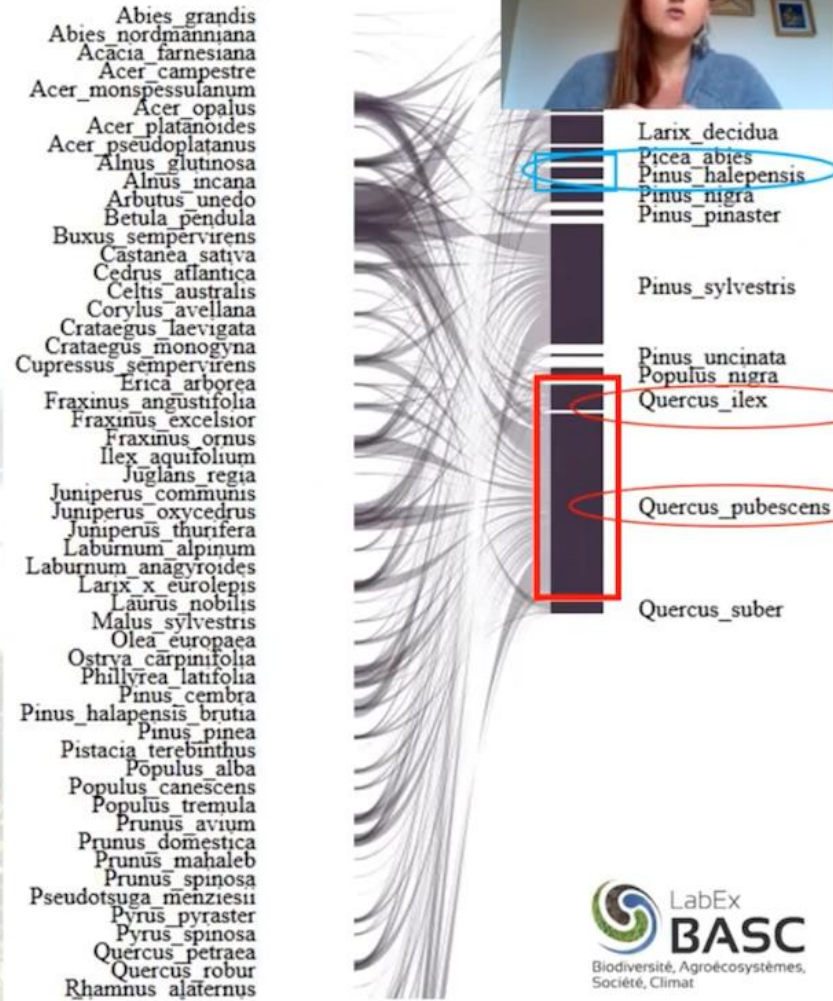 Abies_grandis
Abies_nordmanniana
Acacia_farnesiana
Acer_campestre
Acer_monspessulanum
Acer_opalus
Acer_platanoides
Acer_pseudoplatanus
Alnus_glutinosa
Alnus_incana
Arbutus_unedo
Betula_pendula
Buxus_sempervirens
Castanea_sativa
Cedrus_atlantica
Celtis_australis
Corylus_avellana
Crataegus_laevigata
Crataegus_monogyna
Cupressus_sempervirens
Erica_arborea
Fraxinus_angustifolia
Fraxinus_excelsior
Fraxinus_ornus
Ilex_aquifolium
Juglans_regia
Juniperus_communis
Juniperus_oxycedrus
Juniperus_thurifera
Laburnum_alpinum
Laburnum_anagyroides
Larix_x_eurolepis
Laurus_nobilis
Malus_sylvestris
Olea_europaea
Ostrya_carpinifolia
Phillyrea_latifolia
Pinus_cembra
Pinus_halapensis_brutia
Pinus_pinea
Pistacia_terebinthus
Populus_alba
Populus_canescens
Populus_tremula
Prunus_avium
Prunus_domestica
Prunus_mahaleb
Prunus_spinosa
Pseudotsuga_menziesii
Pyrus_pyraster
Pyrus_spinosa
Quercus_petraea
Quercus_robur
Rhamnus_alaternus
Larix_decidua
Picea_abies
Pinus_halepensis
Pinus_nigra
Pinus_pinaster
Pinus_sylvestris
Pinus_uncinata
Populus_nigra
Quercus_ilex
Quercus_pubescens
Quercus_suber
LabEx
BASC
Biodiversité, Agroécosystèmes,
Société, Climat